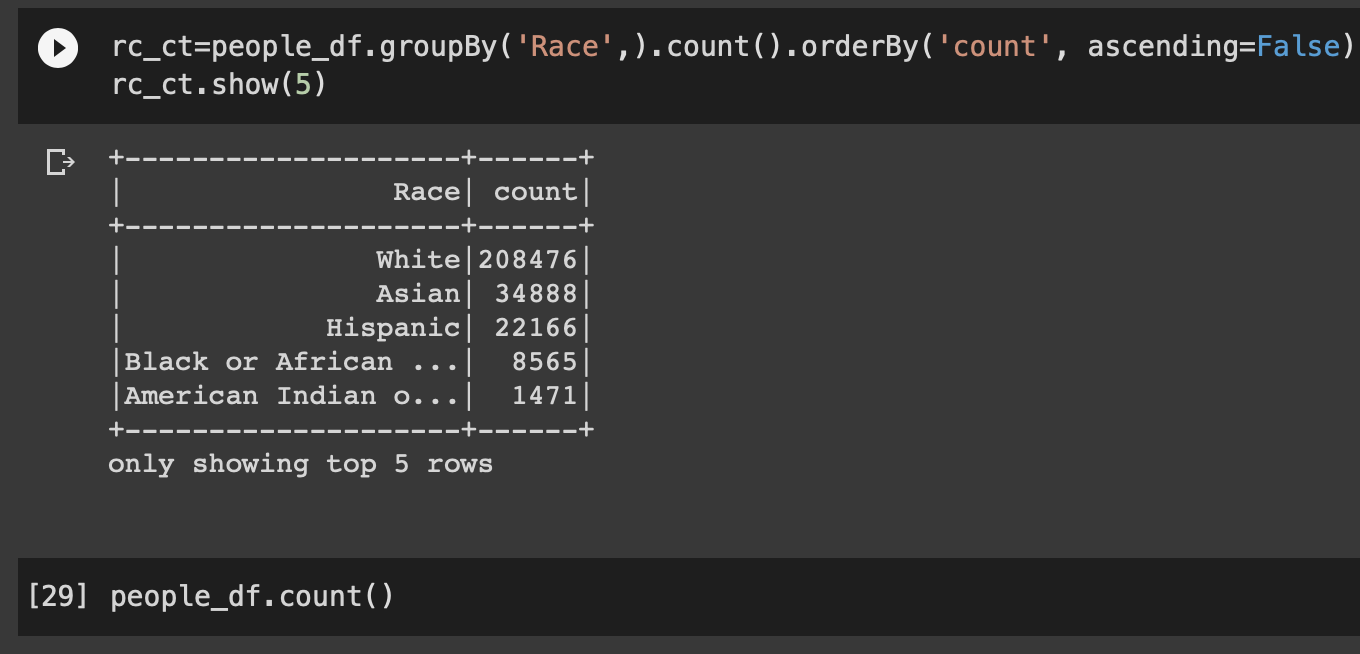 rc_ct=people_df.groupBy('Race',).count().orderBy('count', ascending=False)
rc_ct.show(5)
+--------------------+------+
|                Race| count|
+--------------------+------+
|               White|208476|
|               Asian| 34888|
|            Hispanic| 22166|
|Black or African ...|  8565|
|American Indian o...|  1471|
+--------------------+------+
only showing top 5 rows
[29] people_df.count()